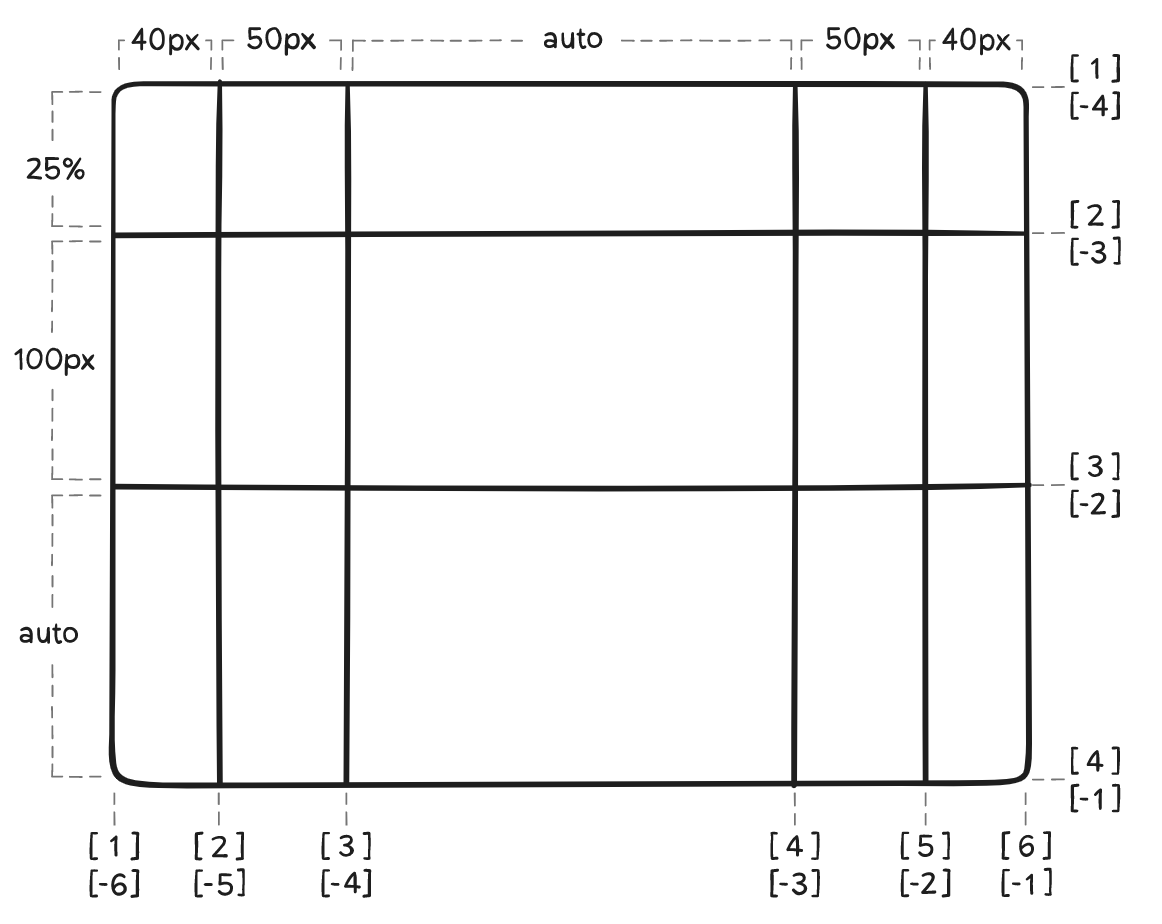 40px 50px auto 50px 40px
[ 1 ]
[-4]
25%
[ 2 ]
[-3]
100px
[ 3 ]
[-2]
auto
[ 4 ]
[-1]
[ 1 ] [ 2 ] [ 3 ] [ 4 ] [ 5 ] [ 6 ]
[-6] [-5] [-4] [-3] [-2] [-1]